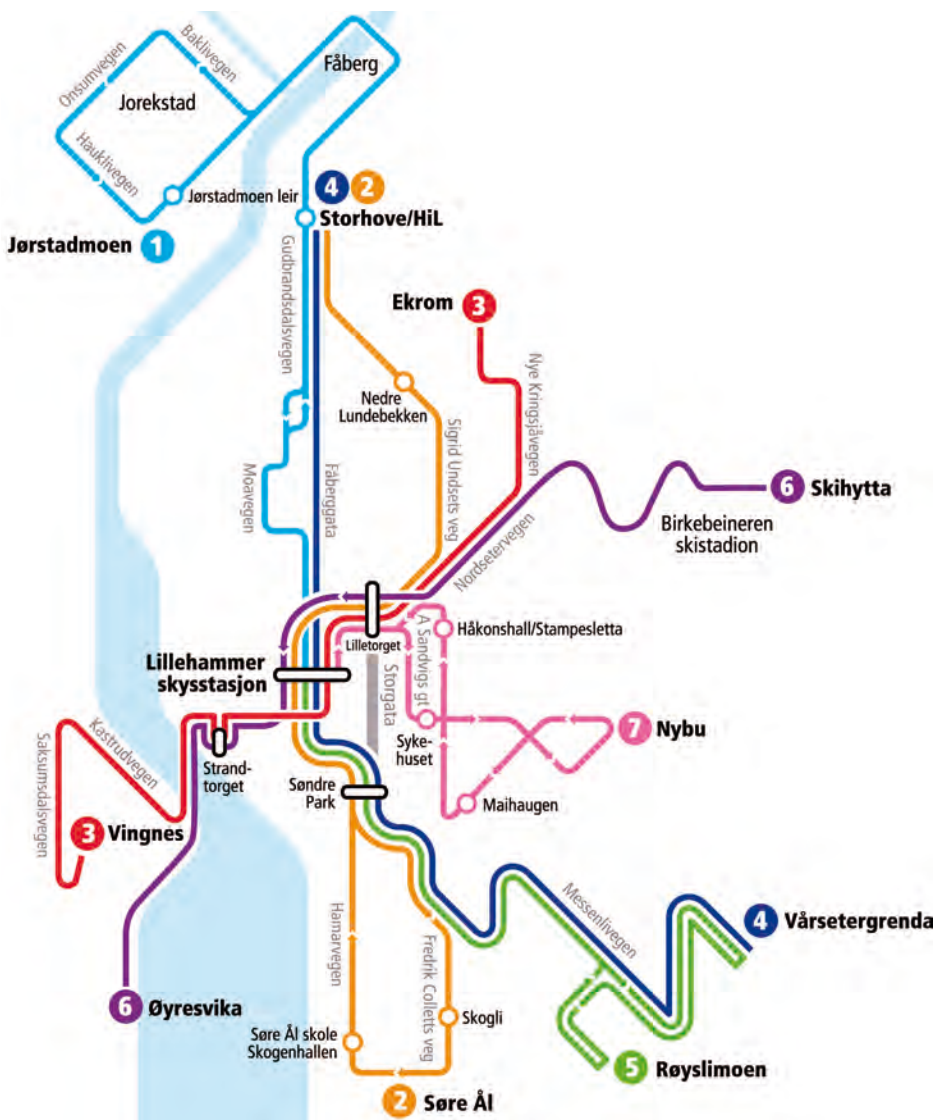 Onsumvegen
Baklivegen
Fåberg
Jorekstad
Hauklivegen
Jørstadmoen leir
4 2
Storhove/HiL
Jørstadmoen 1
Gudbrandsdalsvegen
Ekrom 3
Nye Kringsjåvegen
Nedre
Lundebekken
Sigrid Undsets veg
Moavegen
Fåberggata
Nordsetervegen
6 Skihytta
Birkebeineren
skistadion
Lilletorget
A Sandvigs gt
Håkonshall/Stampesletta
Lillehammer
skysstasjon
Storgata
Syke-
huset
7 Nybu
Maihaugen
Kastrudvegen
Saksumsdalsvegen
Strand-
torget
Søndre
Park
3 Vingnes
Messenlivegen
4 Vårsetergrenda
Hamarvegen
Fredrik Colletts veg
6 Øyresvika
Skogli
Søre Ål skole
Skogenhallen
5 Røyslimoen
2 Søre Ål